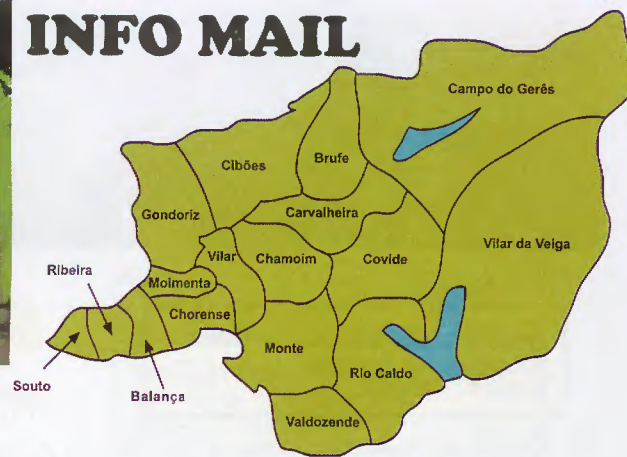 INFO MAIL
Campo do Gerês
Cibões
Brufe
Gondoriz
Carvalheira
Vilar
Chamoim
Covide
Vilar da Veiga
Ribeira
Moimenta
Chorense
Monte
Rio Caldo
Souto
Balança
Valdozende